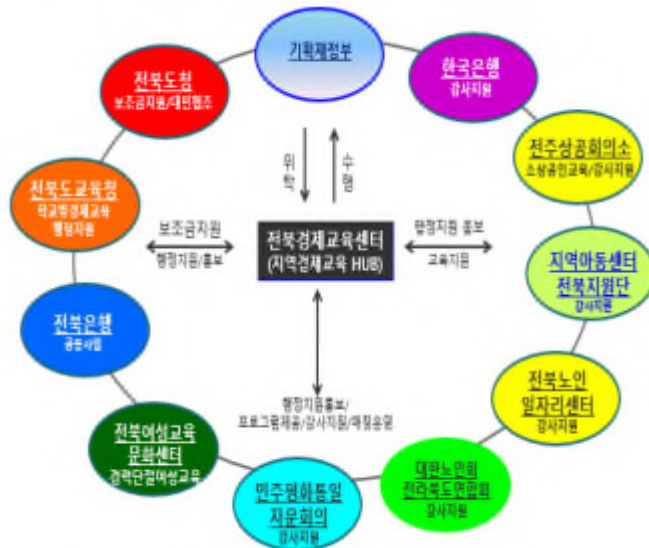 기획재정부
전북도청
보조금지원/대민협조
한국은행
강사지원
전주상공회의소
소상공인교육/강사지원
전북도교육청
학교방경제교육
행정지원
위탁
수행
보조금지원
행정지원/홍보
전북경제교육센터
(지역경제교육 HUB)
행정지원 홍보
교육지원
지역아동센터
전북지원단
강사지원
전북은행
공동사업
전북노인
일자리센터
강사지원
행정지원홍보/
프로그램제공/강사지원/매칭운영
전북여성교육
문화센터
경력단절여성교육
민주평화통일
자문회의
강사지원
대한노인회
전라북도연합회
강사지원